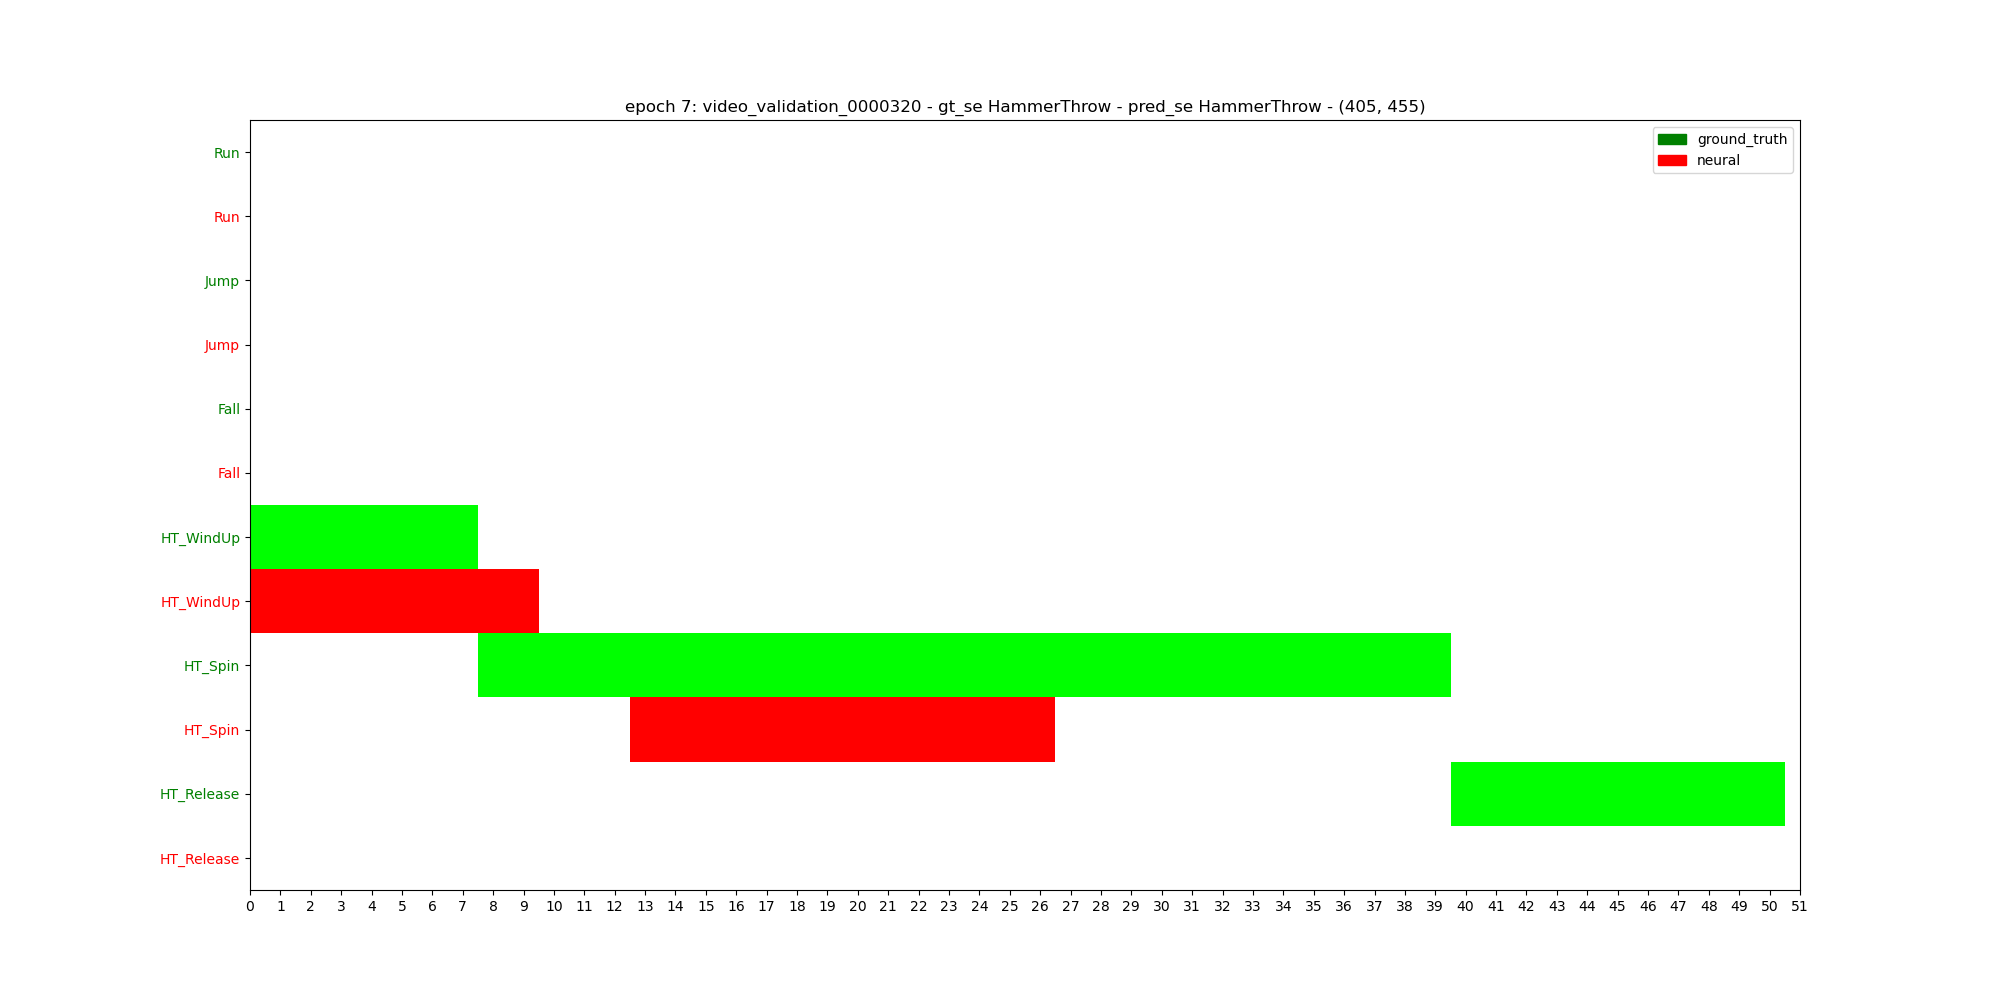 epoch 7: video_validation_0000320 - gt_se HammerThrow - pred_se HammerThrow - (405, 455)
ground_truth
neural
Run
Run
Jump
Jump
Fall
Fall
HT_WindUp
HT_WindUp
HT_Spin
HT_Spin
HT_Release
HT_Release
0 1 2 3 4 5 6 7 8 9 10 11 12 13 14 15 16 17 18 19 20 21 22 23 24 25 26 27 28 29 30 31 32 33 34 35 36 37 38 39 40 41 42 43 44 45 46 47 48 49 50 51